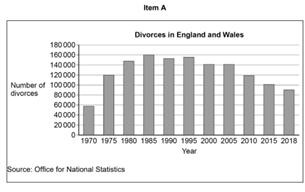 Item A
Divorces in England and Wales
Number of
divorces
180 000
160 000
140 000
120 000
100 000
80 000
60 000
40 000
20 000
0
1970 1975 1980 1985 1990 1995 2000 2005 2010 2015 2018
Year
Source: Office for National Statistics